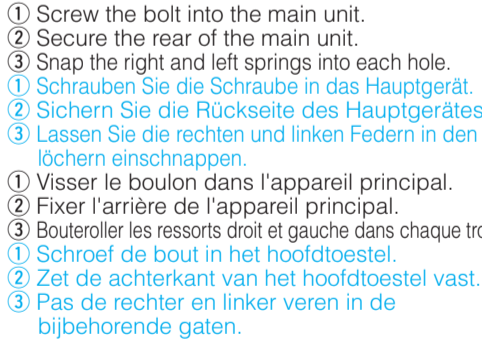 ① Screw the bolt into the main unit.
② Secure the rear of the main unit.
③ Snap the right and left springs into each hole.
① Schrauben Sie die Schraube in das Hauptgerät.
② Sichern Sie die Rückseite des Hauptgerätes
③ Lassen Sie die rechten und linken Federn in den
löchern einschnappen.
① Visser le boulon dans l'appareil principal.
② Fixer l'arrière de l'appareil principal.
③ Bouteroller les ressorts droit et gauche dans chaque
① Schroef de bout in het hoofdtoestel.
② Zet de achterkant van het hoofdtoestel vast.
③ Pas de rechter en linker veren in de
bijbehorende gaten.